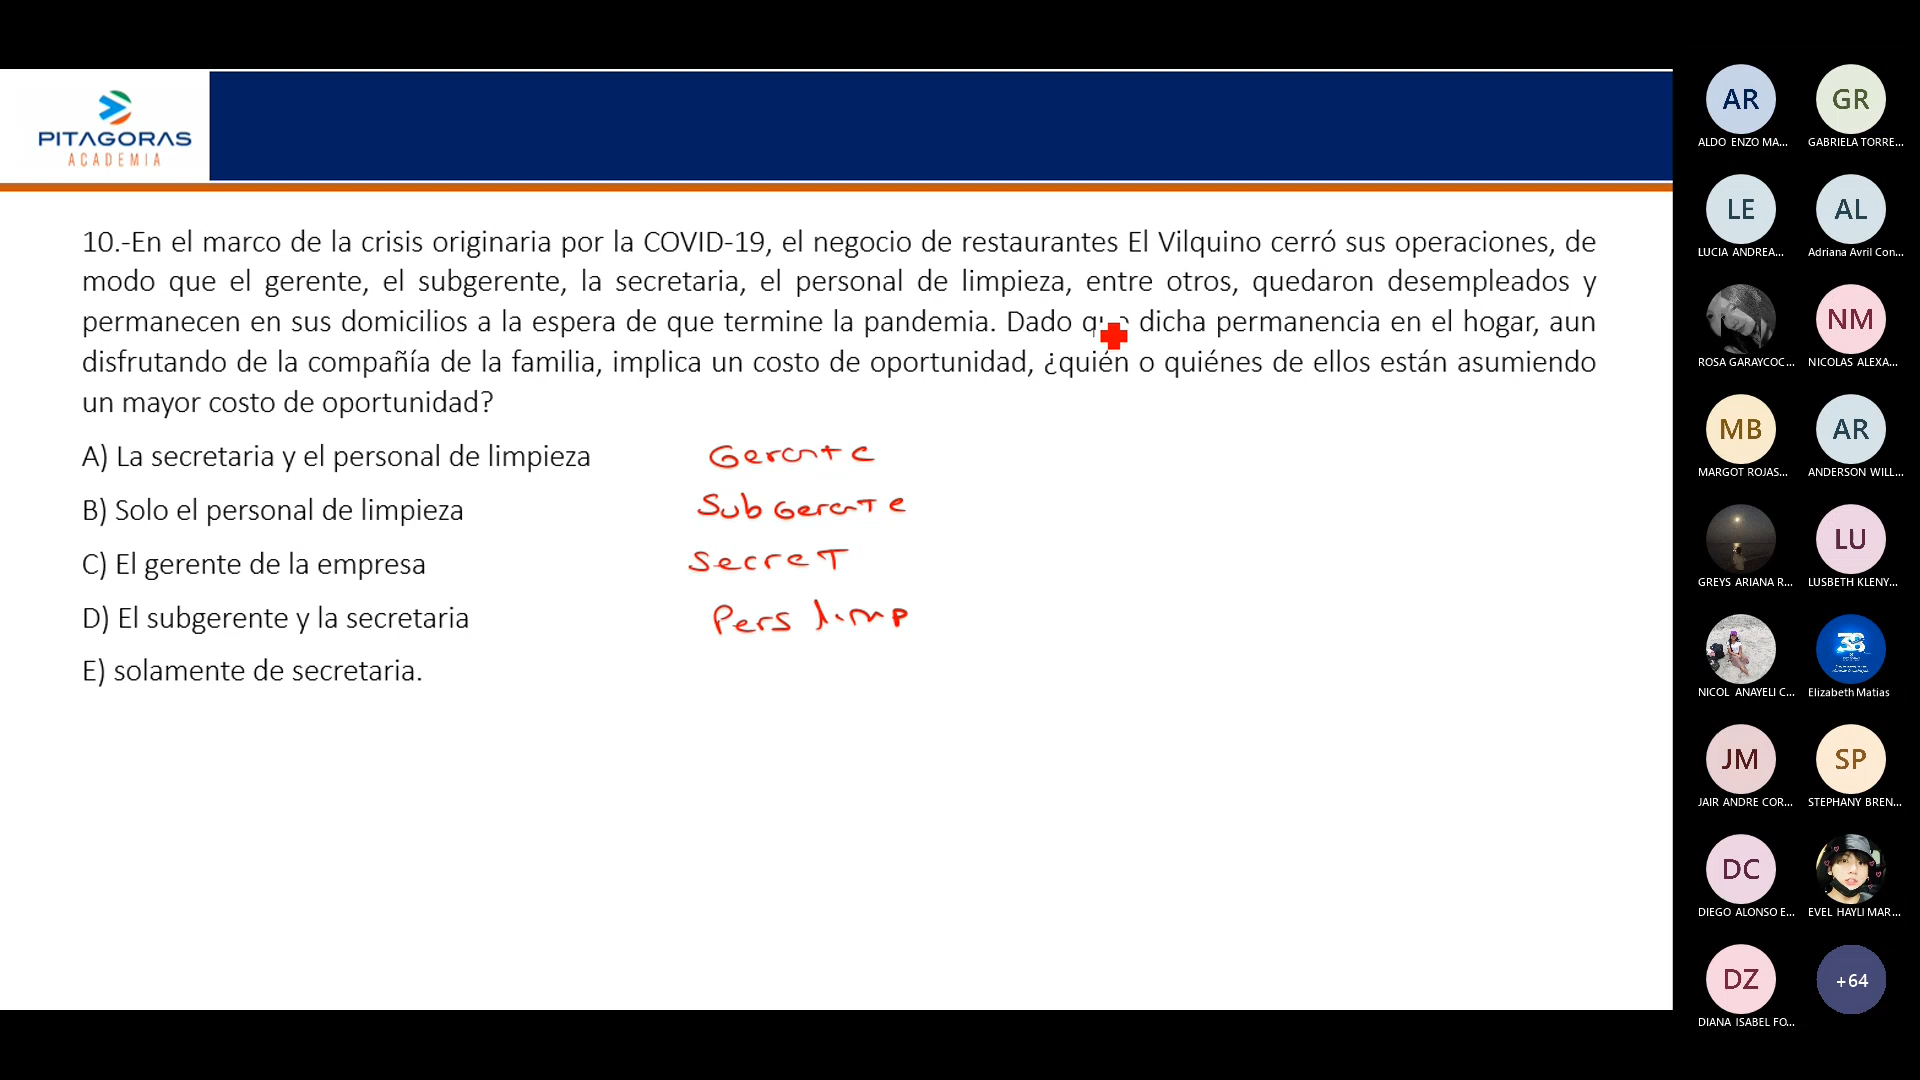 PITAGORAS
ACADEMIA
10.-En el marco de la crisis originaria por la COVID-19, el negocio de restaurantes El Vilquino cerró sus operaciones, de
modo que el gerente, el subgerente, la secretaria, el personal de limpieza, entre otros, quedaron desempleados y
permanecen en sus domicilios a la espera de que termine la pandemia. Dado que dicha permanencia en el hogar, aun
disfrutando de la compañía de la familia, implica un costo de oportunidad, ¿quién o quiénes de ellos están asumiendo
un mayor costo de oportunidad?
A) La secretaria y el personal de limpieza
B) Solo el personal de limpieza
C) El gerente de la empresa
D) El subgerente y la secretaria
E) solamente de secretaria.
Gerente
Subgerente
Secret
Pers limp
AR GR
ALDO ENZO MA... GABRIELA TORRE...
LE AL
LUCIA ANDREA... Adriana Avril Con...
NM
ROSA GARAYCOC... NICOLAS ALEXA...
MB AR
MARGOT ROJAS... ANDERSON WILL...
LU
GREYS ARIANA R... LUSBETH KLENY...
38
NICOL ANAYELI C... Elizabeth Matias
JM SP
JAIR ANDRE COR... STEPHANY BREN...
DC
DIEGO ALONSO E... EVEL HAYLI MAR...
DZ +64
DIANA ISABEL FO...